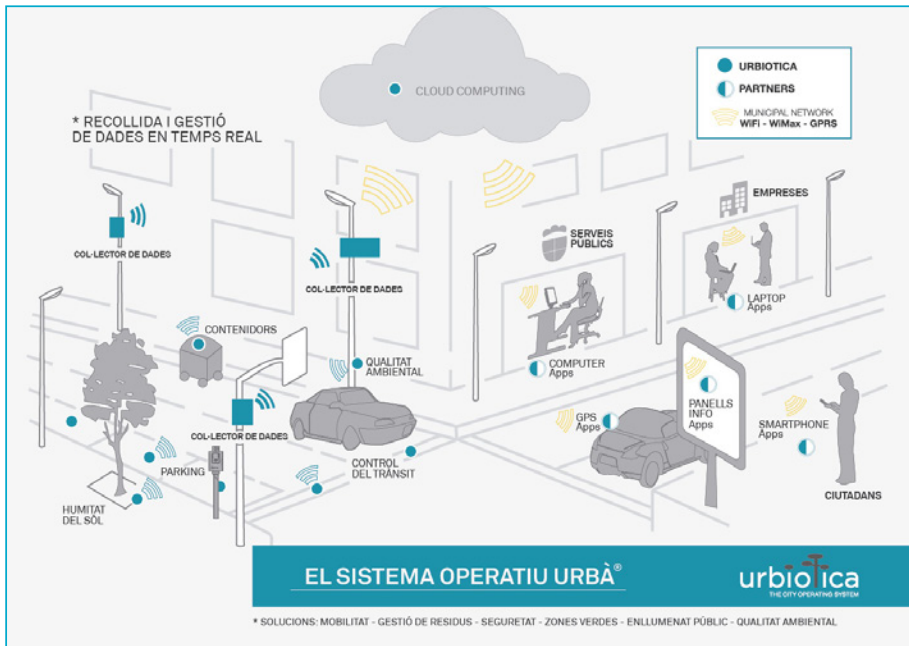 CLOUD COMPUTING
URBIOTICA
PARTNERS
MUNICIPAL NETWORK
WiFi - WiMax - GPRS
* RECOLLIDA I GESTIÓ
DE DADES EN TEMPS REAL
EMPRESES
SERVEIS
PÚBLICS
COL·LECTOR DE DADES
COL·LECTOR DE DADES
LAPTOP
Apps
CONTENIDORS
QUALITAT
AMBIENTAL
COMPUTER
Apps
PANELLS
INFO
Apps
GPS
Apps
SMARTPHONE
Apps
COL·LECTOR DE DADES
PARKING
CONTROL
DEL TRÀNSIT
CIUTADANS
HUMITAT
DEL SÒL
EL SISTEMA OPERATIU URBÀ®
urbiotica
THE CITY OPERATING SYSTEM
* SOLUCIONS: MOBILITAT - GESTIÓ DE RESIDUS - SEGURETAT - ZONES VERDES - ENLLUMENAT PÚBLIC - QUALITAT AMBIENTAL